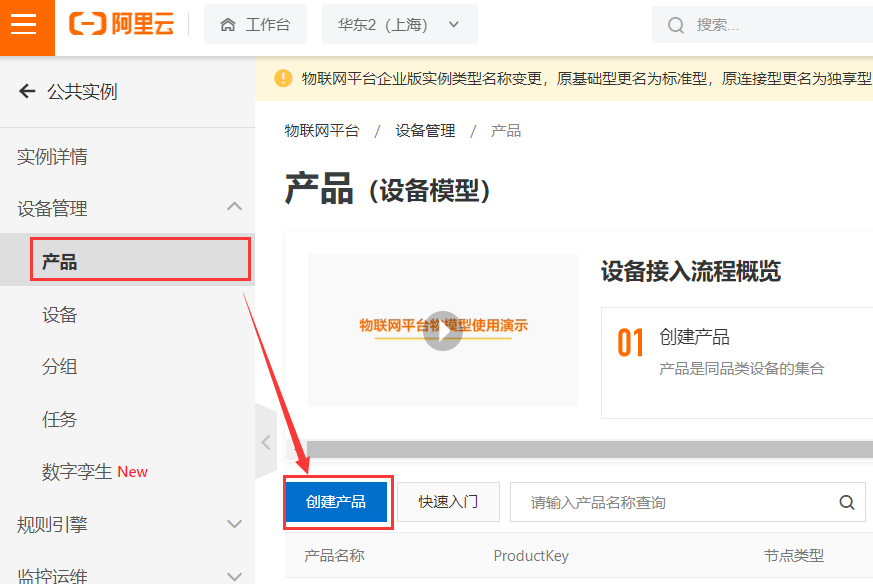 阿里云
工作台
华东2（上海）
搜索...
公共实例
物联网平台企业版实例类型名称变更，原基础型更名为标准型，原连接型更名为独享型
物联网平台 / 设备管理 / 产品
实例详情
产品（设备模型）
设备管理
产品
设备
分组
任务
数字孪生 New
规则引擎
监控运维
物联网平台物模型使用演示
设备接入流程概览
01 创建产品
产品是同品类设备的集合
创建产品
快速入门
请输入产品名称查询
产品名称
ProductKey
节点类型